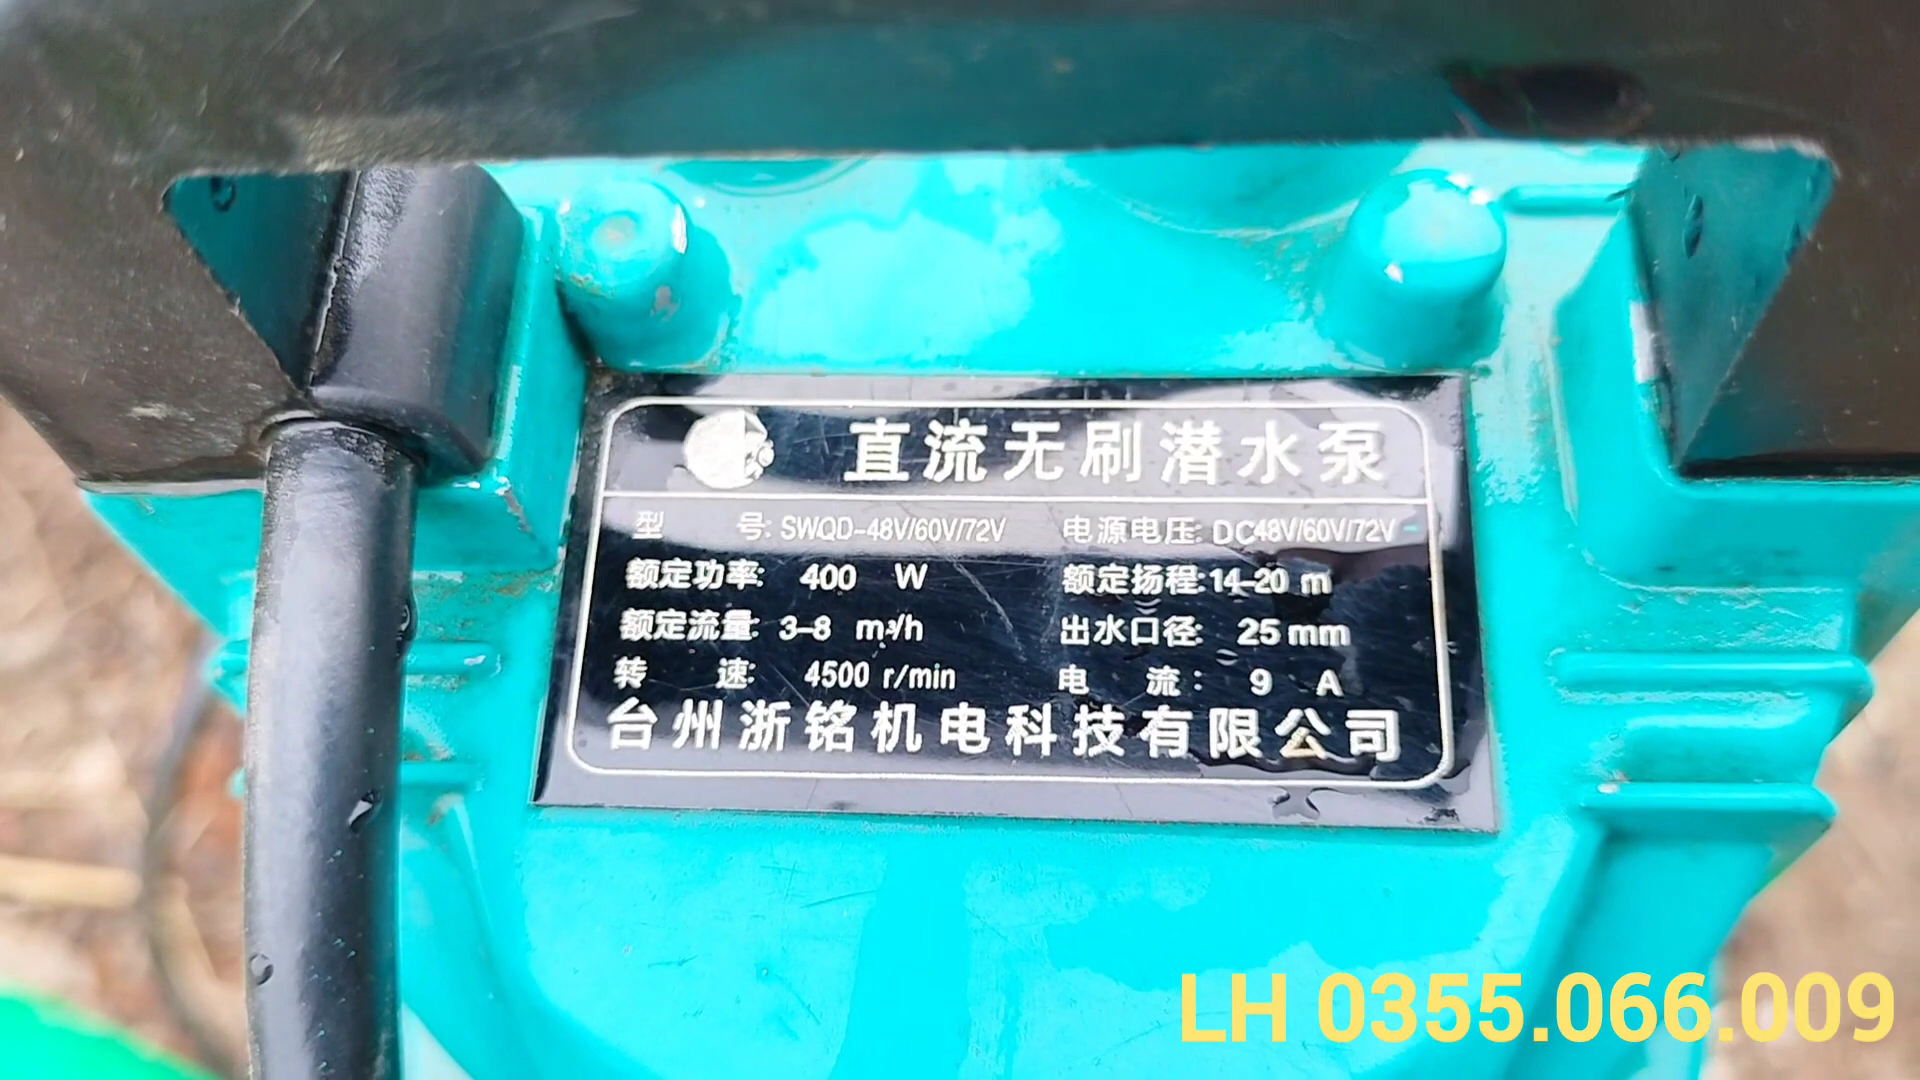 直流无刷潜水泵
型 号: SWQD-48V/60V/72V 电源电压: DC48V/60V/72V
额定功率: 400 W 额定扬程: 14-20 m
额定流量: 3-8 m³/h 出水口径: 25 mm
转 速: 4500 r/min 电 流: 9 A
台州浙铭机电科技有限公司
LH 0355.066.009